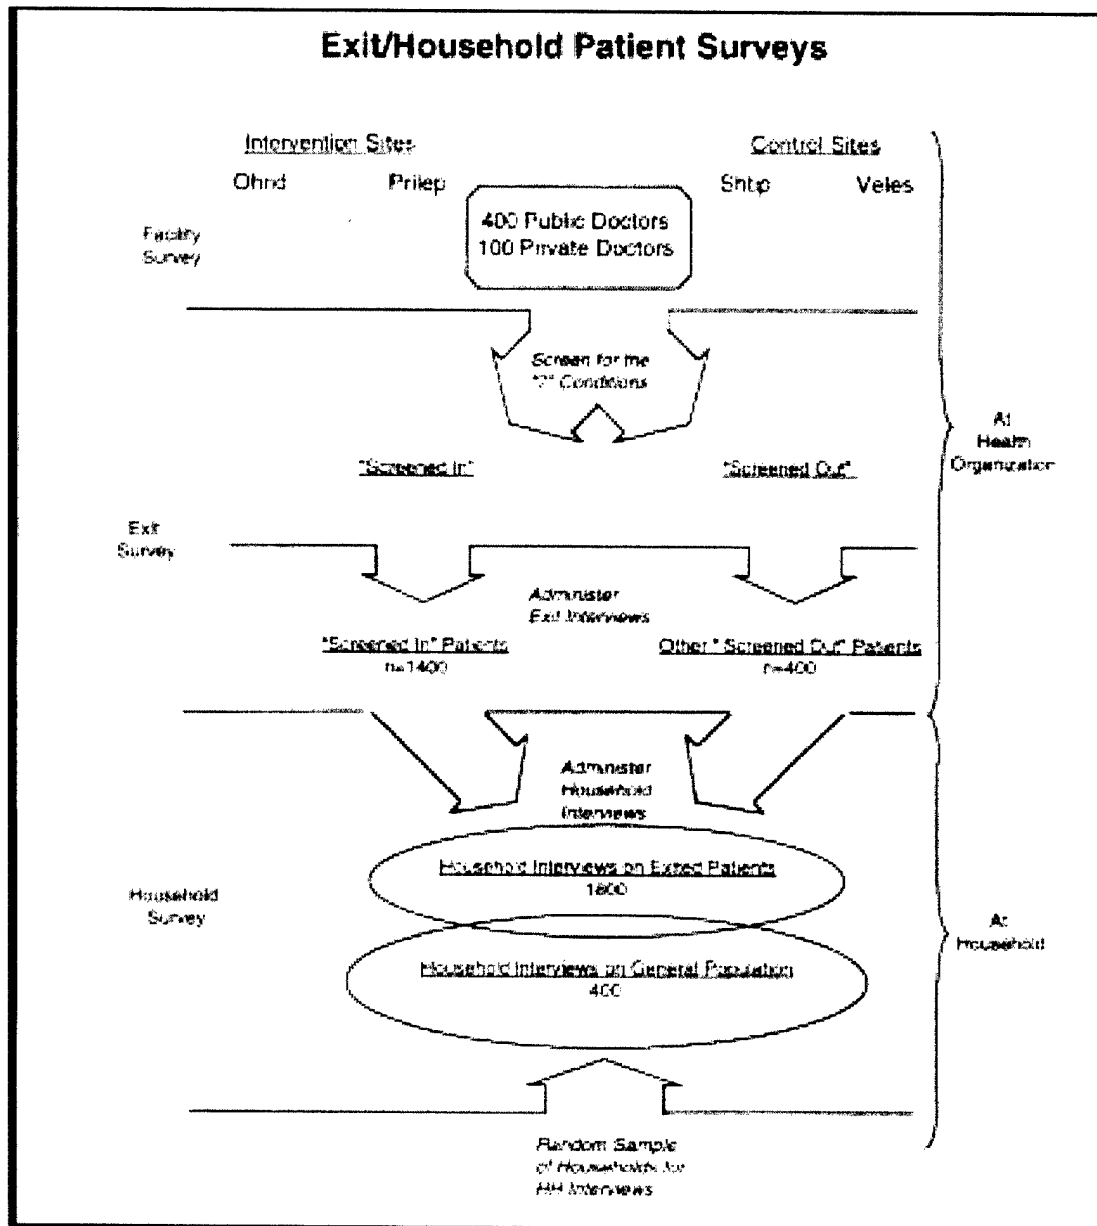 Exit/Household Patient Surveys
Intervention Sites
Control Sites
Ohrid
Prilep
Shtip
Veles
400 Public Doctors
100 Private Doctors
Facility
Survey
Screen for the
"7" Conditions
At
Health
Organization
"Screened In"
"Screened Out"
Exit
Survey
Administer
Exit Interviews
"Screened In" Patients
n=1400
Other " Screened Out" Patients
n=400
Administer
Household
Interviews
Household Interviews on Exited Patients
1800
Household
Survey
At
Household
Household Interviews on General Population
400
Random Sample
of Households for
HH Interviews